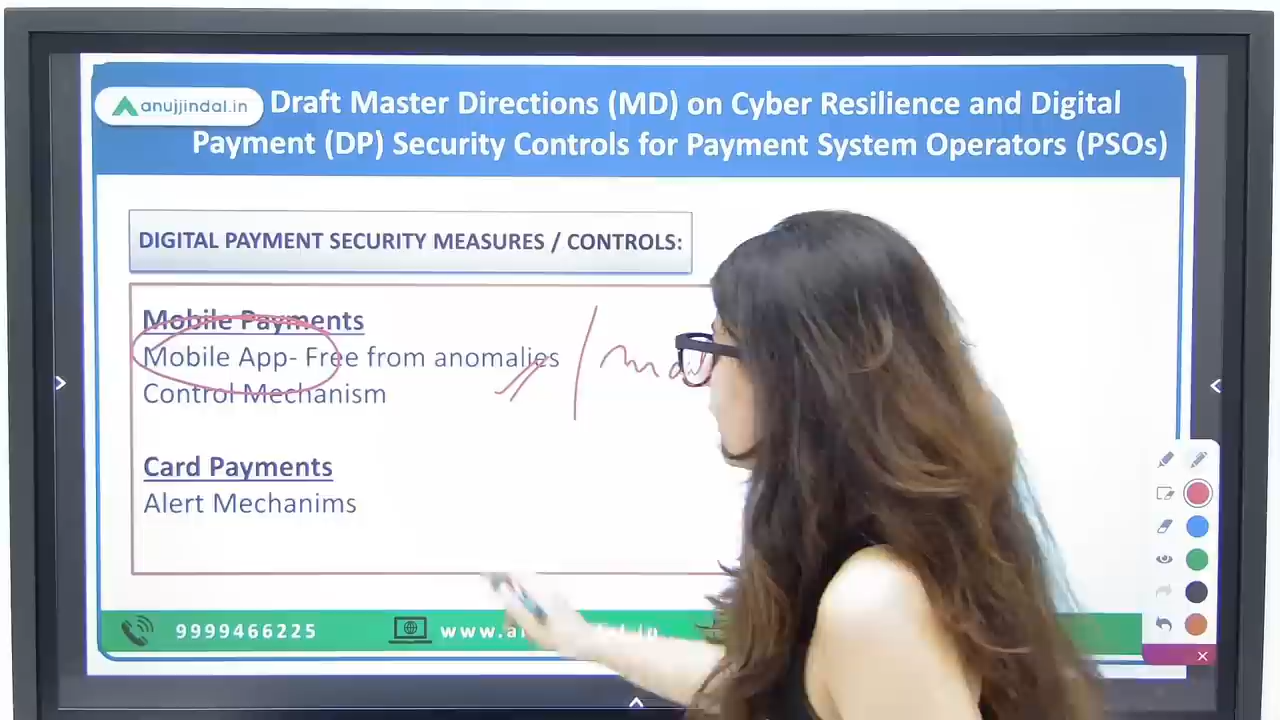 anujjindal.in
Draft Master Directions (MD) on Cyber Resilience and Digital
Payment (DP) Security Controls for Payment System Operators (PSOs)
DIGITAL PAYMENT SECURITY MEASURES / CONTROLS:
Mobile Payments
Mobile App- Free from anomalies
Control Mechanism
Card Payments
Alert Mechanims
9999466225